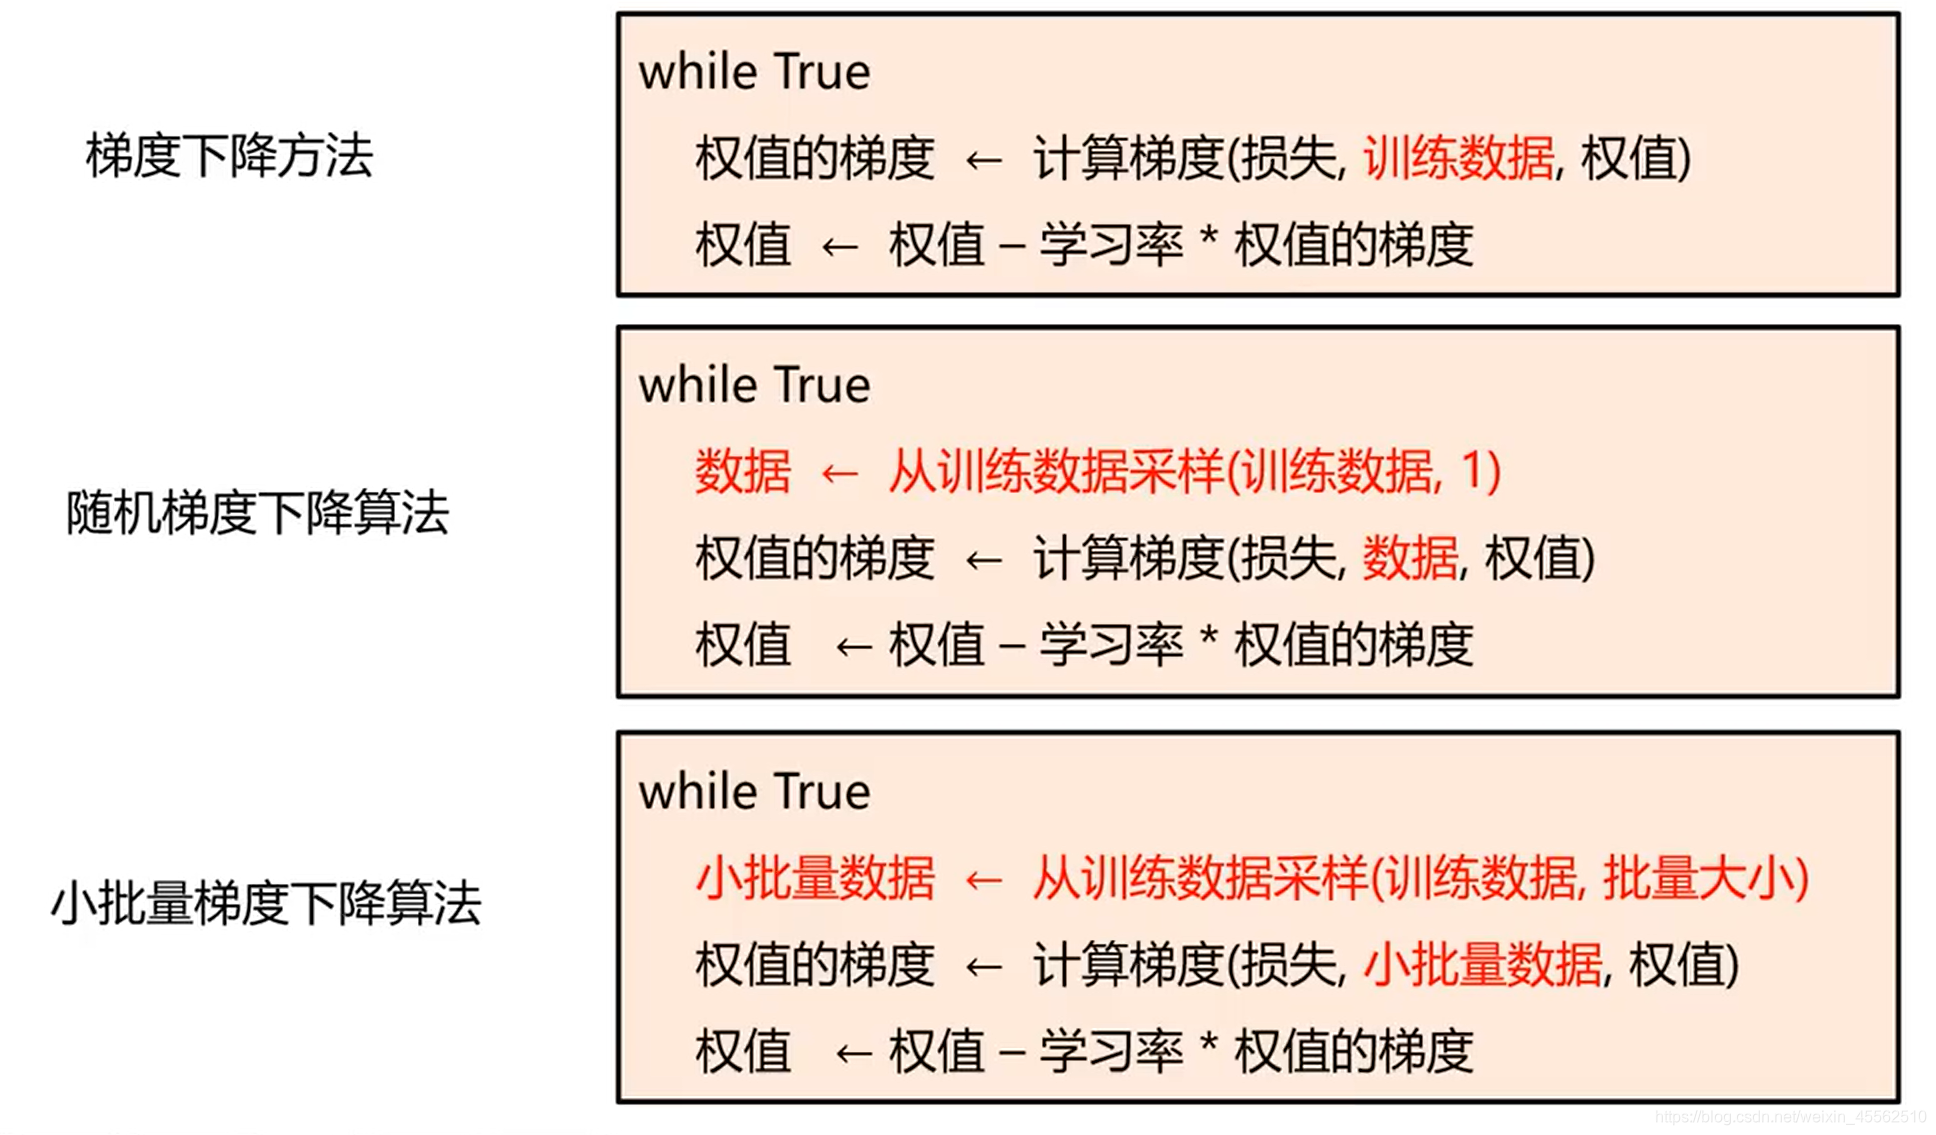 梯度下降方法
while True
权值的梯度 ← 计算梯度(损失, 训练数据, 权值)
权值 ← 权值 – 学习率 * 权值的梯度
随机梯度下降算法
while True
数据 ← 从训练数据采样(训练数据, 1)
权值的梯度 ← 计算梯度(损失, 数据, 权值)
权值 ← 权值 – 学习率 * 权值的梯度
小批量梯度下降算法
while True
小批量数据 ← 从训练数据采样(训练数据, 批量大小)
权值的梯度 ← 计算梯度(损失, 小批量数据, 权值)
权值 ← 权值 – 学习率 * 权值的梯度
https://blog.csdn.net/weixin_45562510